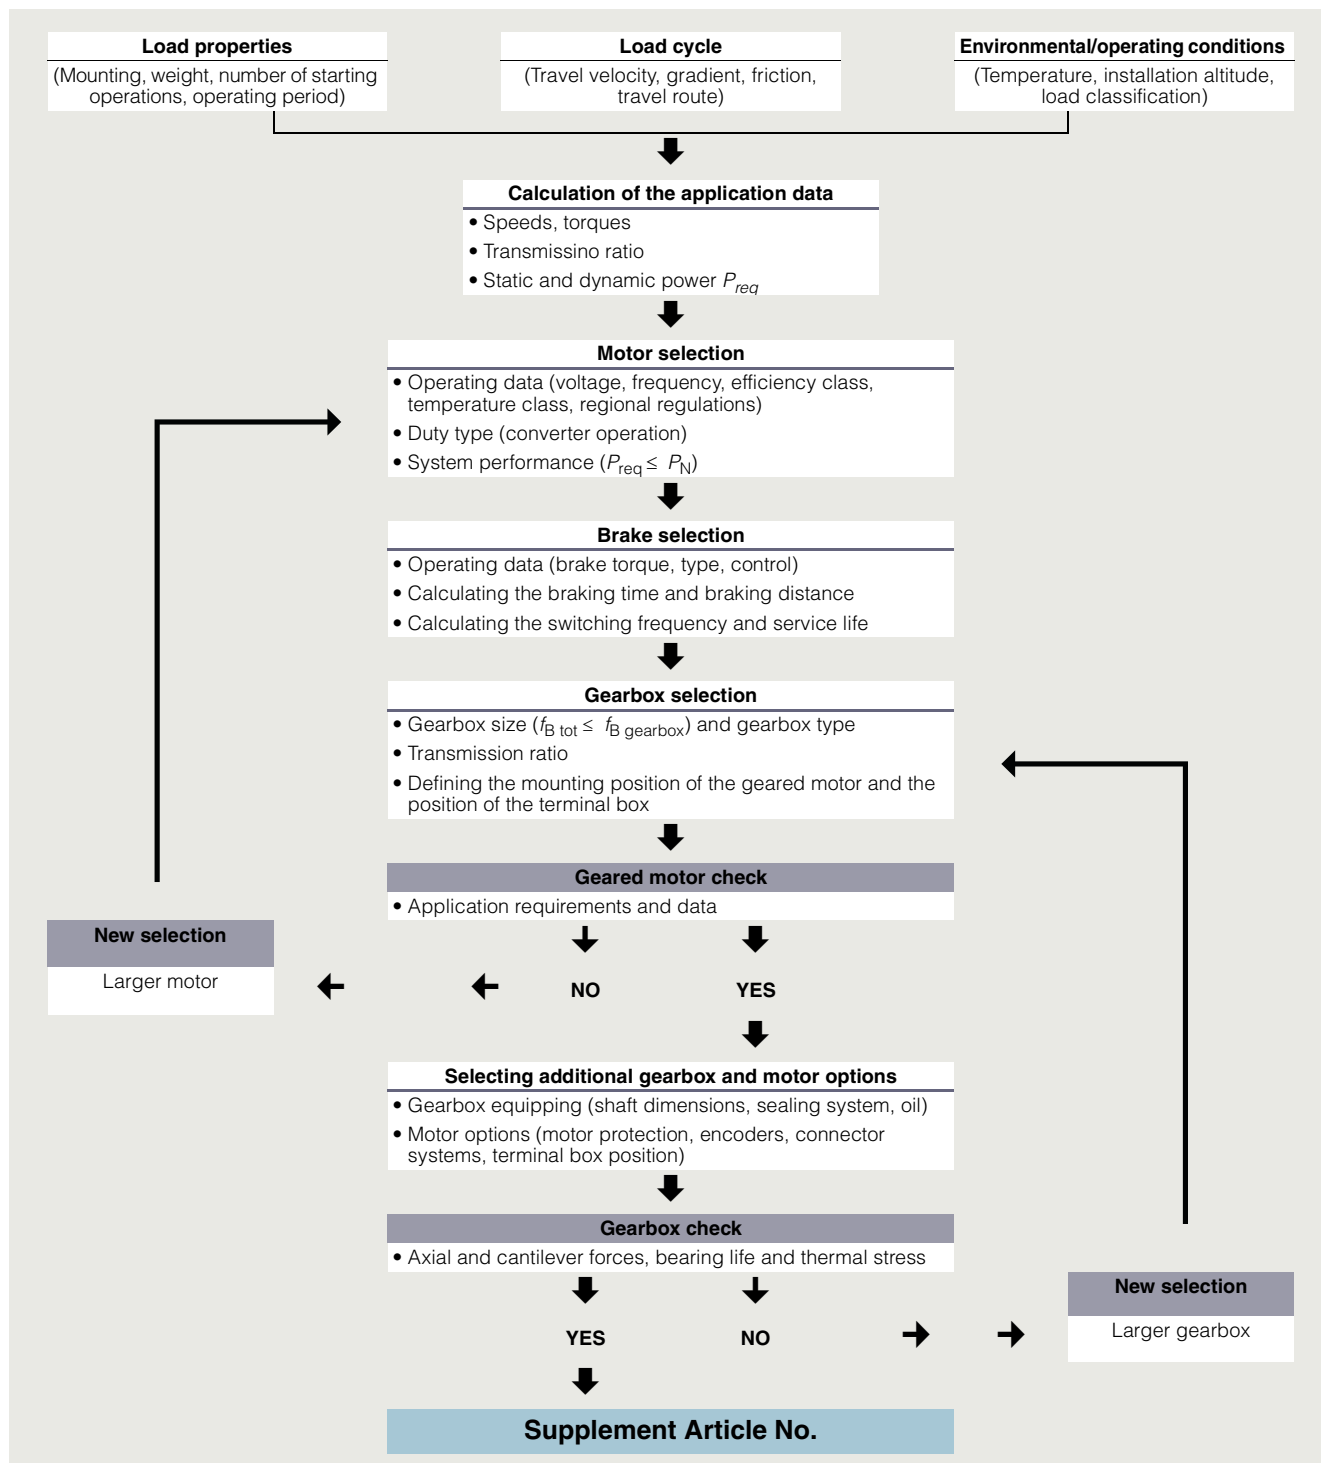 Load properties
(Mounting, weight, number of starting
operations, operating period)
Load cycle
(Travel velocity, gradient, friction,
travel route)
Environmental/operating conditions
(Temperature, installation altitude,
load classification)
Calculation of the application data
• Speeds, torques
• Transmissino ratio
• Static and dynamic power Preq
Motor selection
• Operating data (voltage, frequency, efficiency class,
temperature class, regional regulations)
• Duty type (converter operation)
• System performance (Preq ≤ PN)
Brake selection
• Operating data (brake torque, type, control)
• Calculating the braking time and braking distance
• Calculating the switching frequency and service life
Gearbox selection
• Gearbox size (fB tot ≤ fB gearbox) and gearbox type
• Transmission ratio
• Defining the mounting position of the geared motor and the
position of the terminal box
Geared motor check
• Application requirements and data
New selection
Larger motor
NO
YES
Selecting additional gearbox and motor options
• Gearbox equipping (shaft dimensions, sealing system, oil)
• Motor options (motor protection, encoders, connector
systems, terminal box position)
Gearbox check
• Axial and cantilever forces, bearing life and thermal stress
YES
NO
New selection
Larger gearbox
Supplement Article No.